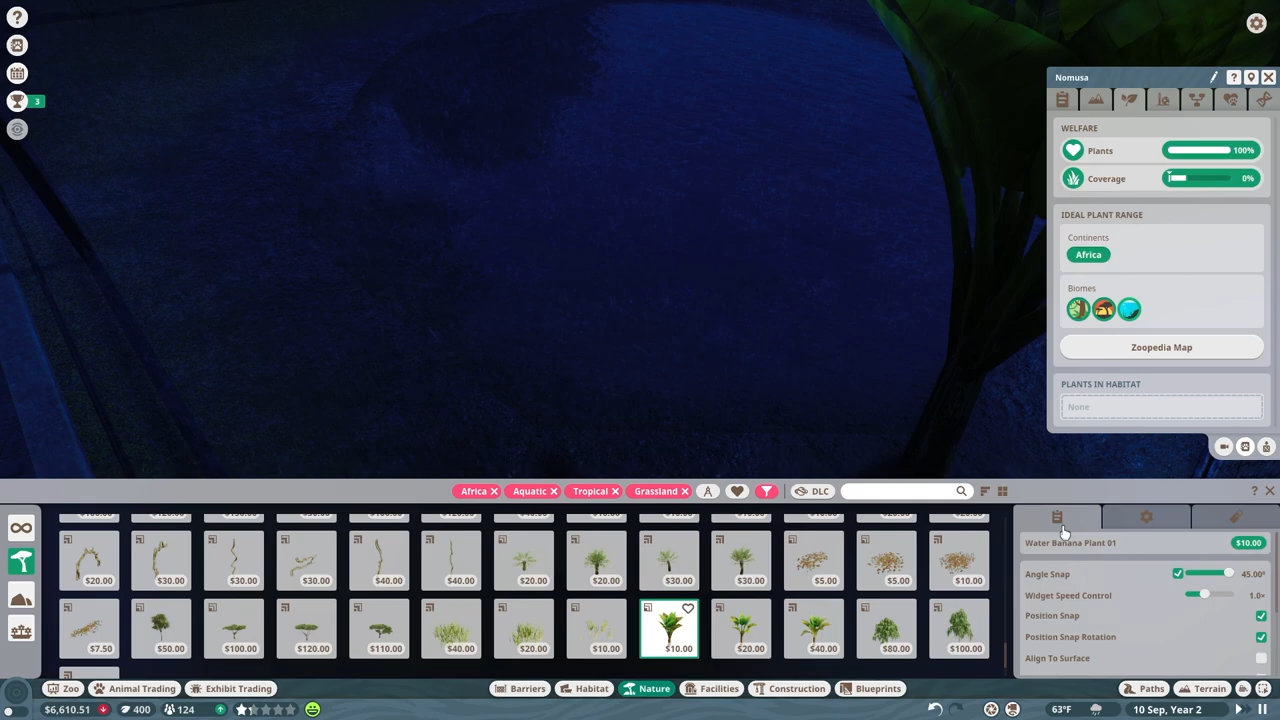 ?
3
Nomusa
?
WELFARE
Plants 100%
Coverage 0%
IDEAL PLANT RANGE
Continents
Africa
Biomes
Zoopedia Map
PLANTS IN HABITAT
None
Africa Aquatic Tropical Grassland DLC
?
$20.00 $30.00 $30.00 $30.00 $40.00 $40.00 $20.00 $20.00 $30.00 $30.00 $5.00 $5.00 $10.00
$7.50 $50.00 $100.00 $120.00 $110.00 $40.00 $20.00 $10.00 $10.00 $20.00 $40.00 $80.00 $100.00
Water Banana Plant 01 $10.00
Angle Snap 45.00°
Widget Speed Control 1.0×
Position Snap
Position Snap Rotation
Align To Surface
Zoo Animal Trading Exhibit Trading Barriers Habitat Nature Facilities Construction Blueprints Paths Terrain
$6,610.51 400 124 63°F 10 Sep, Year 2